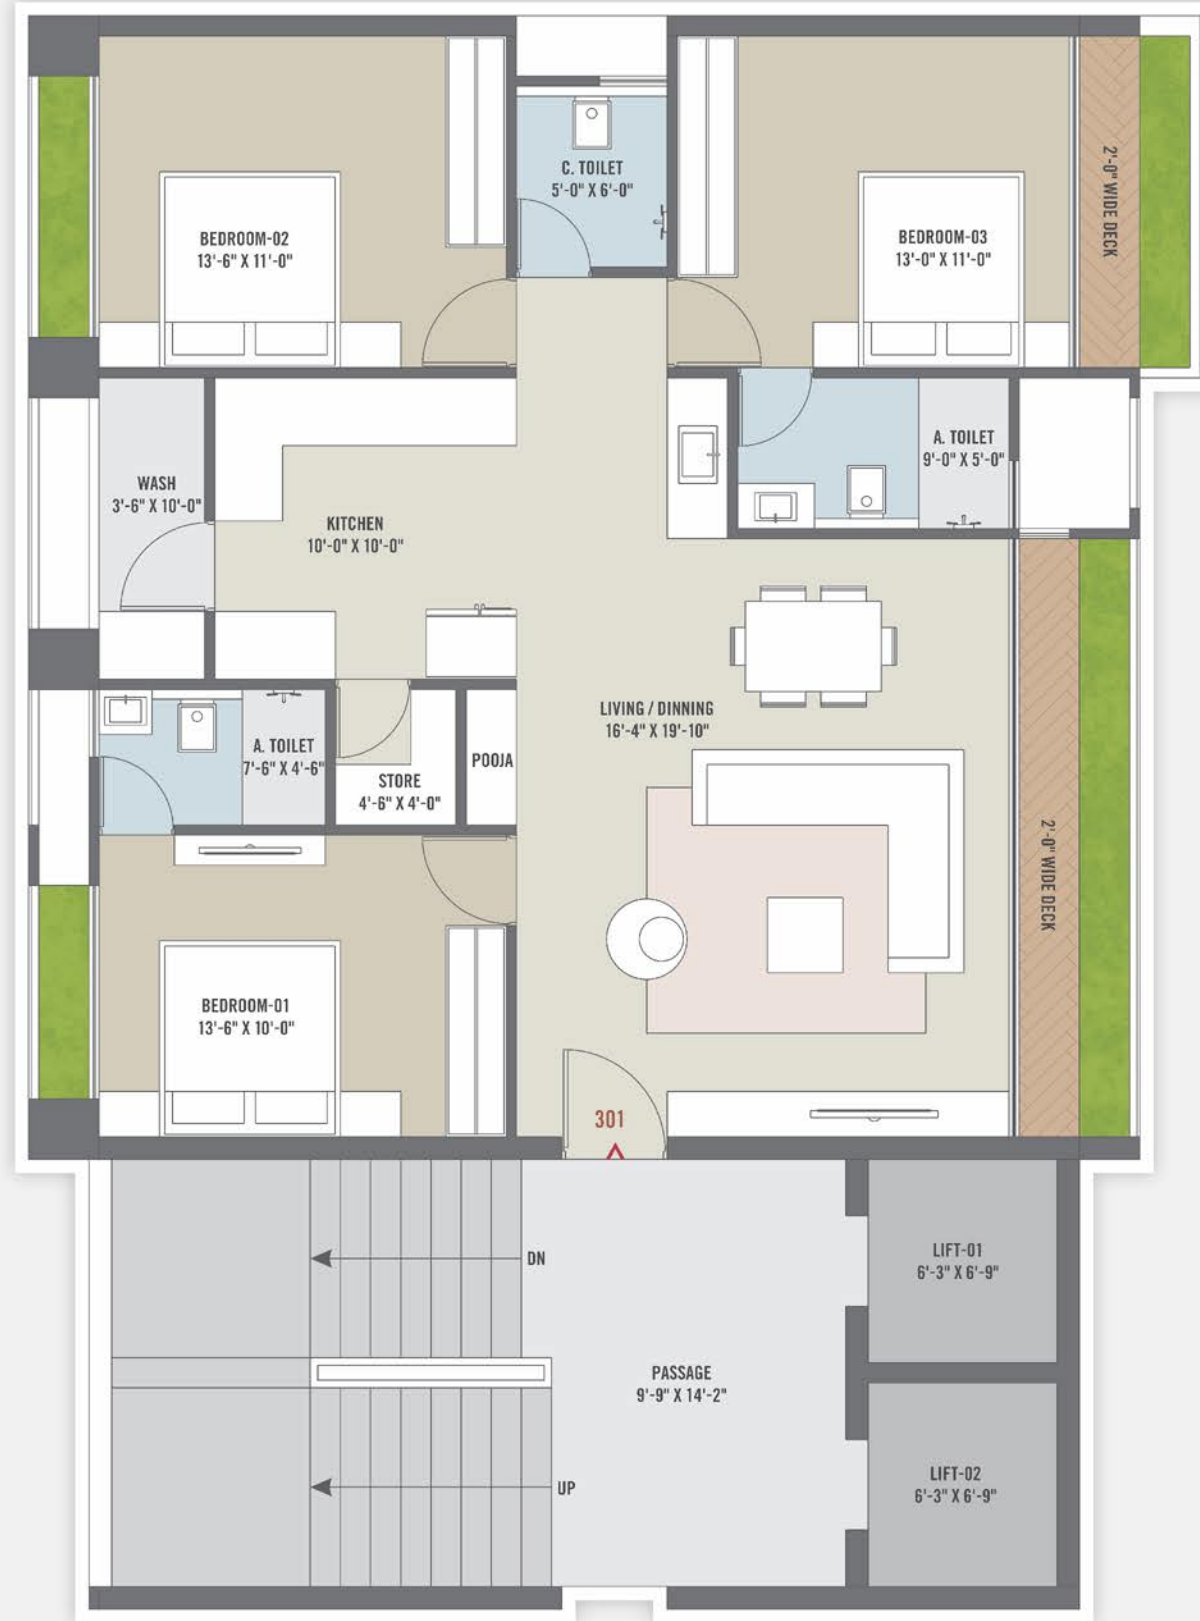 C. TOILET
5'-0" X 6'-0"
2'-0" WIDE DECK
BEDROOM-02
13'-6" X 11'-0"
BEDROOM-03
13'-0" X 11'-0"
A. TOILET
9'-0" X 5'-0"
WASH
3'-6" X 10'-0"
KITCHEN
10'-0" X 10'-0"
LIVING / DINNING
16'-4" X 19'-10"
A. TOILET
7'-6" X 4'-6"
POOJA
STORE
4'-6" X 4'-0"
2'-0" WIDE DECK
BEDROOM-01
13'-6" X 10'-0"
301
DN
LIFT-01
6'-3" X 6'-9"
PASSAGE
9'-9" X 14'-2"
UP
LIFT-02
6'-3" X 6'-9"